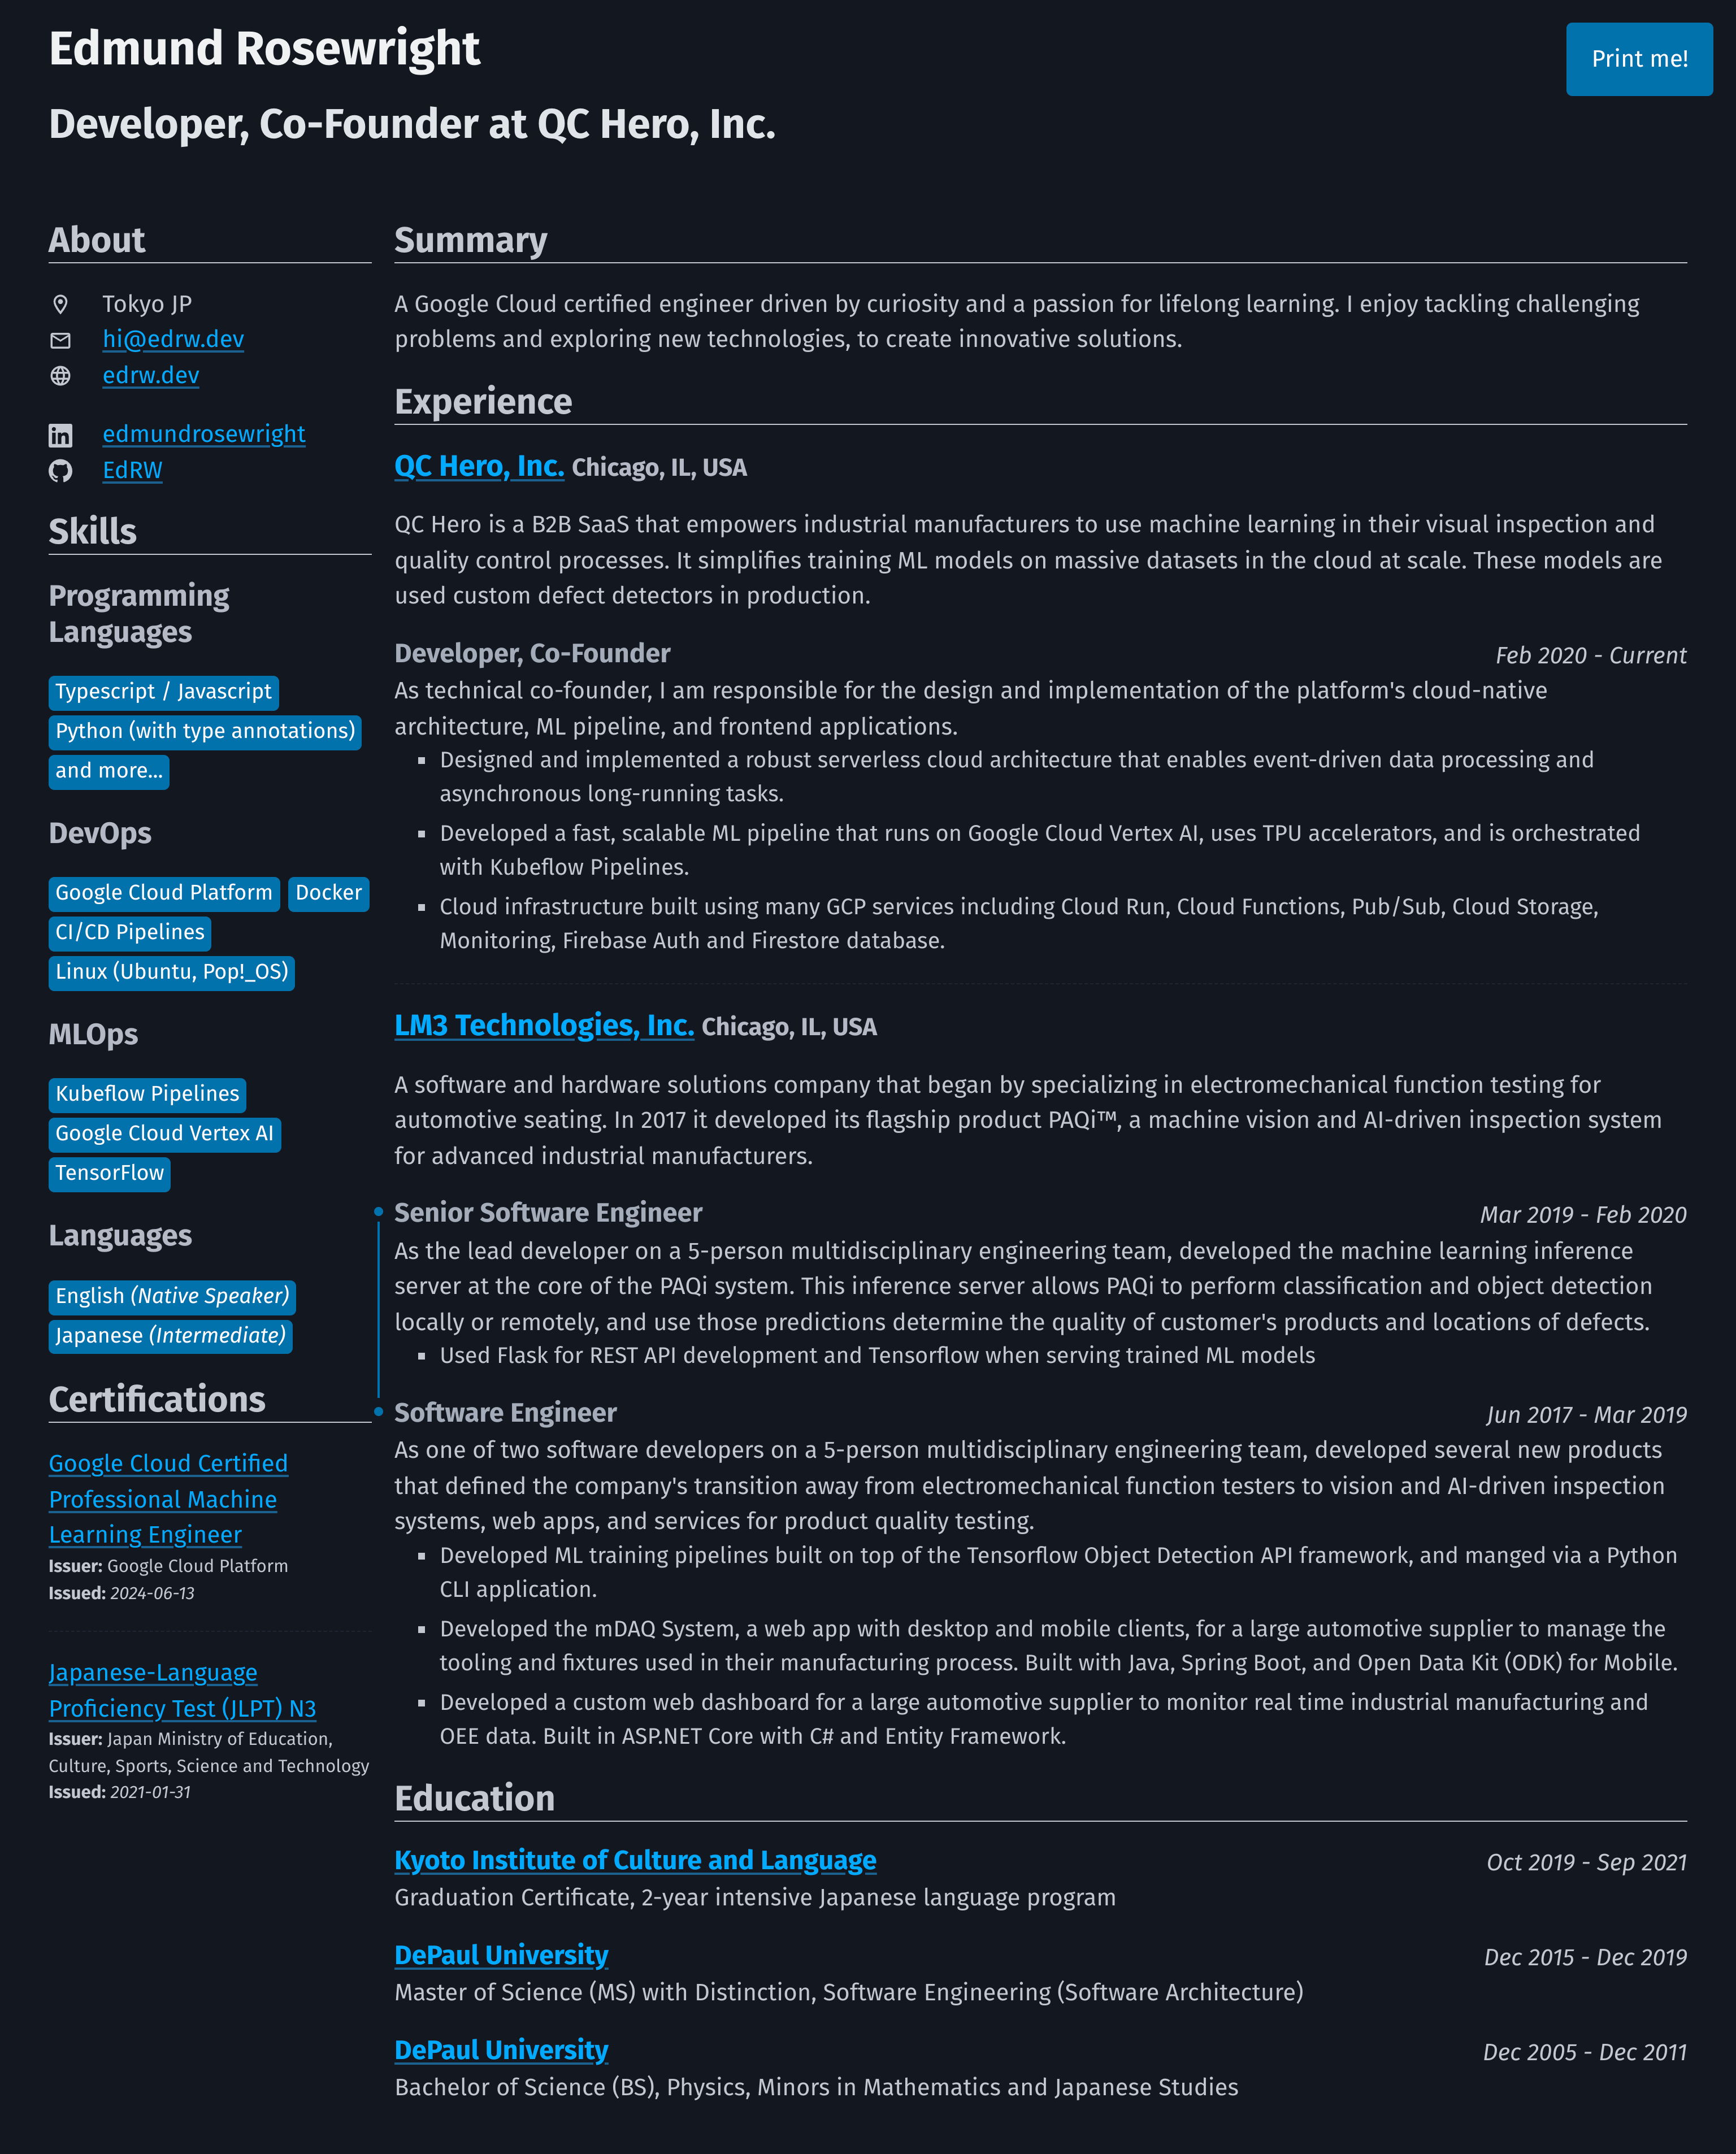 Edmund Rosewright
Print me!
Developer, Co-Founder at QC Hero, Inc.
About
Tokyo JP
hi@edrw.dev
edrw.dev
edmundrosewright
EdRW
Skills
Programming
Languages
Typescript / Javascript
Python (with type annotations)
and more...
DevOps
Google Cloud Platform Docker
CI/CD Pipelines
Linux (Ubuntu, Pop!_OS)
MLOps
Kubeflow Pipelines
Google Cloud Vertex AI
TensorFlow
Languages
English (Native Speaker)
Japanese (Intermediate)
Certifications
Google Cloud Certified
Professional Machine
Learning Engineer
Issuer: Google Cloud Platform
Issued: 2024-06-13
Japanese-Language
Proficiency Test (JLPT) N3
Issuer: Japan Ministry of Education,
Culture, Sports, Science and Technology
Issued: 2021-01-31
Summary
A Google Cloud certified engineer driven by curiosity and a passion for lifelong learning. I enjoy tackling challenging
problems and exploring new technologies, to create innovative solutions.
Experience
QC Hero, Inc. Chicago, IL, USA
QC Hero is a B2B SaaS that empowers industrial manufacturers to use machine learning in their visual inspection and
quality control processes. It simplifies training ML models on massive datasets in the cloud at scale. These models are
used custom defect detectors in production.
Developer, Co-Founder Feb 2020 - Current
As technical co-founder, I am responsible for the design and implementation of the platform's cloud-native
architecture, ML pipeline, and frontend applications.
▪ Designed and implemented a robust serverless cloud architecture that enables event-driven data processing and
asynchronous long-running tasks.
▪ Developed a fast, scalable ML pipeline that runs on Google Cloud Vertex AI, uses TPU accelerators, and is orchestrated
with Kubeflow Pipelines.
▪ Cloud infrastructure built using many GCP services including Cloud Run, Cloud Functions, Pub/Sub, Cloud Storage,
Monitoring, Firebase Auth and Firestore database.
LM3 Technologies, Inc. Chicago, IL, USA
A software and hardware solutions company that began by specializing in electromechanical function testing for
automotive seating. In 2017 it developed its flagship product PAQi™, a machine vision and AI-driven inspection system
for advanced industrial manufacturers.
Senior Software Engineer Mar 2019 - Feb 2020
As the lead developer on a 5-person multidisciplinary engineering team, developed the machine learning inference
server at the core of the PAQi system. This inference server allows PAQi to perform classification and object detection
locally or remotely, and use those predictions determine the quality of customer's products and locations of defects.
▪ Used Flask for REST API development and Tensorflow when serving trained ML models
Software Engineer Jun 2017 - Mar 2019
As one of two software developers on a 5-person multidisciplinary engineering team, developed several new products
that defined the company's transition away from electromechanical function testers to vision and AI-driven inspection
systems, web apps, and services for product quality testing.
▪ Developed ML training pipelines built on top of the Tensorflow Object Detection API framework, and manged via a Python
CLI application.
▪ Developed the mDAQ System, a web app with desktop and mobile clients, for a large automotive supplier to manage the
tooling and fixtures used in their manufacturing process. Built with Java, Spring Boot, and Open Data Kit (ODK) for Mobile.
▪ Developed a custom web dashboard for a large automotive supplier to monitor real time industrial manufacturing and
OEE data. Built in ASP.NET Core with C# and Entity Framework.
Education
Kyoto Institute of Culture and Language Oct 2019 - Sep 2021
Graduation Certificate, 2-year intensive Japanese language program
DePaul University Dec 2015 - Dec 2019
Master of Science (MS) with Distinction, Software Engineering (Software Architecture)
DePaul University Dec 2005 - Dec 2011
Bachelor of Science (BS), Physics, Minors in Mathematics and Japanese Studies